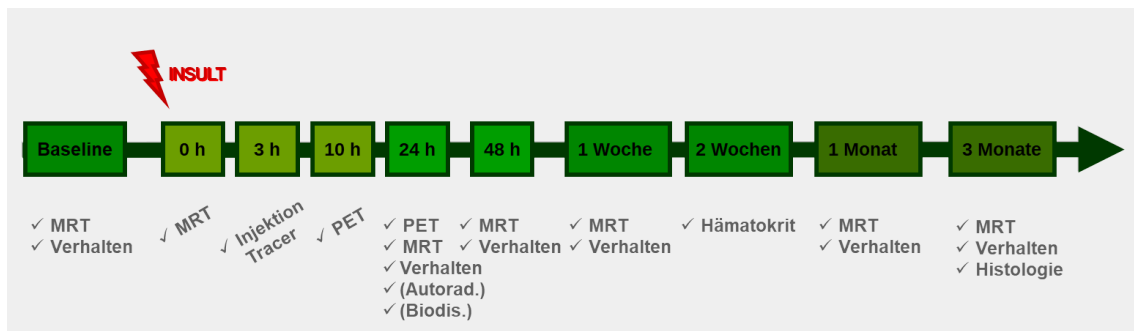 INSULT
Baseline
0 h
3 h
10 h
24 h
48 h
1 Woche
2 Wochen
1 Monat
3 Monate
✓ MRT
✓ Verhalten
✓ MRT
✓ Injektion
Tracer
✓ PET
✓ PET
✓ MRT
✓ Verhalten
✓ (Autorad.)
✓ (Biodis.)
✓ MRT
✓ Verhalten
✓ MRT
✓ Verhalten
✓ Hämatokrit
✓ MRT
✓ Verhalten
✓ MRT
✓ Verhalten
✓ Histologie